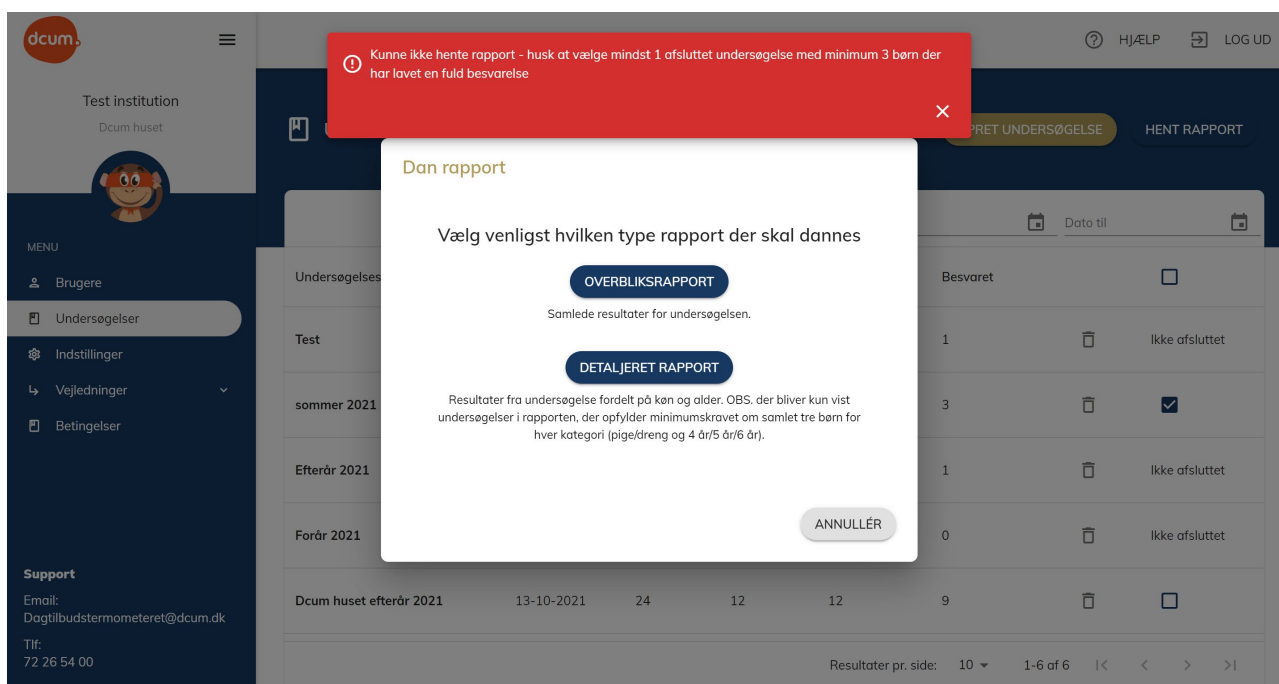 dcum.
Kunne ikke hente rapport - husk at vælge mindst 1 afsluttet undersøgelse med minimum 3 børn der
har lavet en fuld besvarelse
HJÆLP
LOG UD
Test institution
Dcum huset
HENT RAPPORT
UNDERSØGELSE
Dan rapport
Vælg venligst hvilken type rapport der skal dannes
OVERBLIKSRAPPORT
Samlede resultater for undersøgelsen.
DETALJERET RAPPORT
Resultater fra undersøgelse fordelt på køn og alder. OBS. der bliver kun vist
undersøgelser i rapporten, der opfylder minimumskravet om samlet tre børn for
hver kategori (pige/dreng og 4 år/5 år/6 år).
ANNULLÉR
MENU
Brugere
Undersøgelser
Indstillinger
Vejledninger
Betingelser
Support
Email:
Dagtilbudstermometeret@dcum.dk
Tlf:
72 26 54 00
Dato til
Undersøgelses
Besvaret
Test 1 Ikke afsluttet
sommer 2021 3
Efterår 2021 1 Ikke afsluttet
Forår 2021 0 Ikke afsluttet
Dcum huset efterår 2021 13-10-2021 24 12 12 9
Resultater pr. side: 10 1-6 af 6